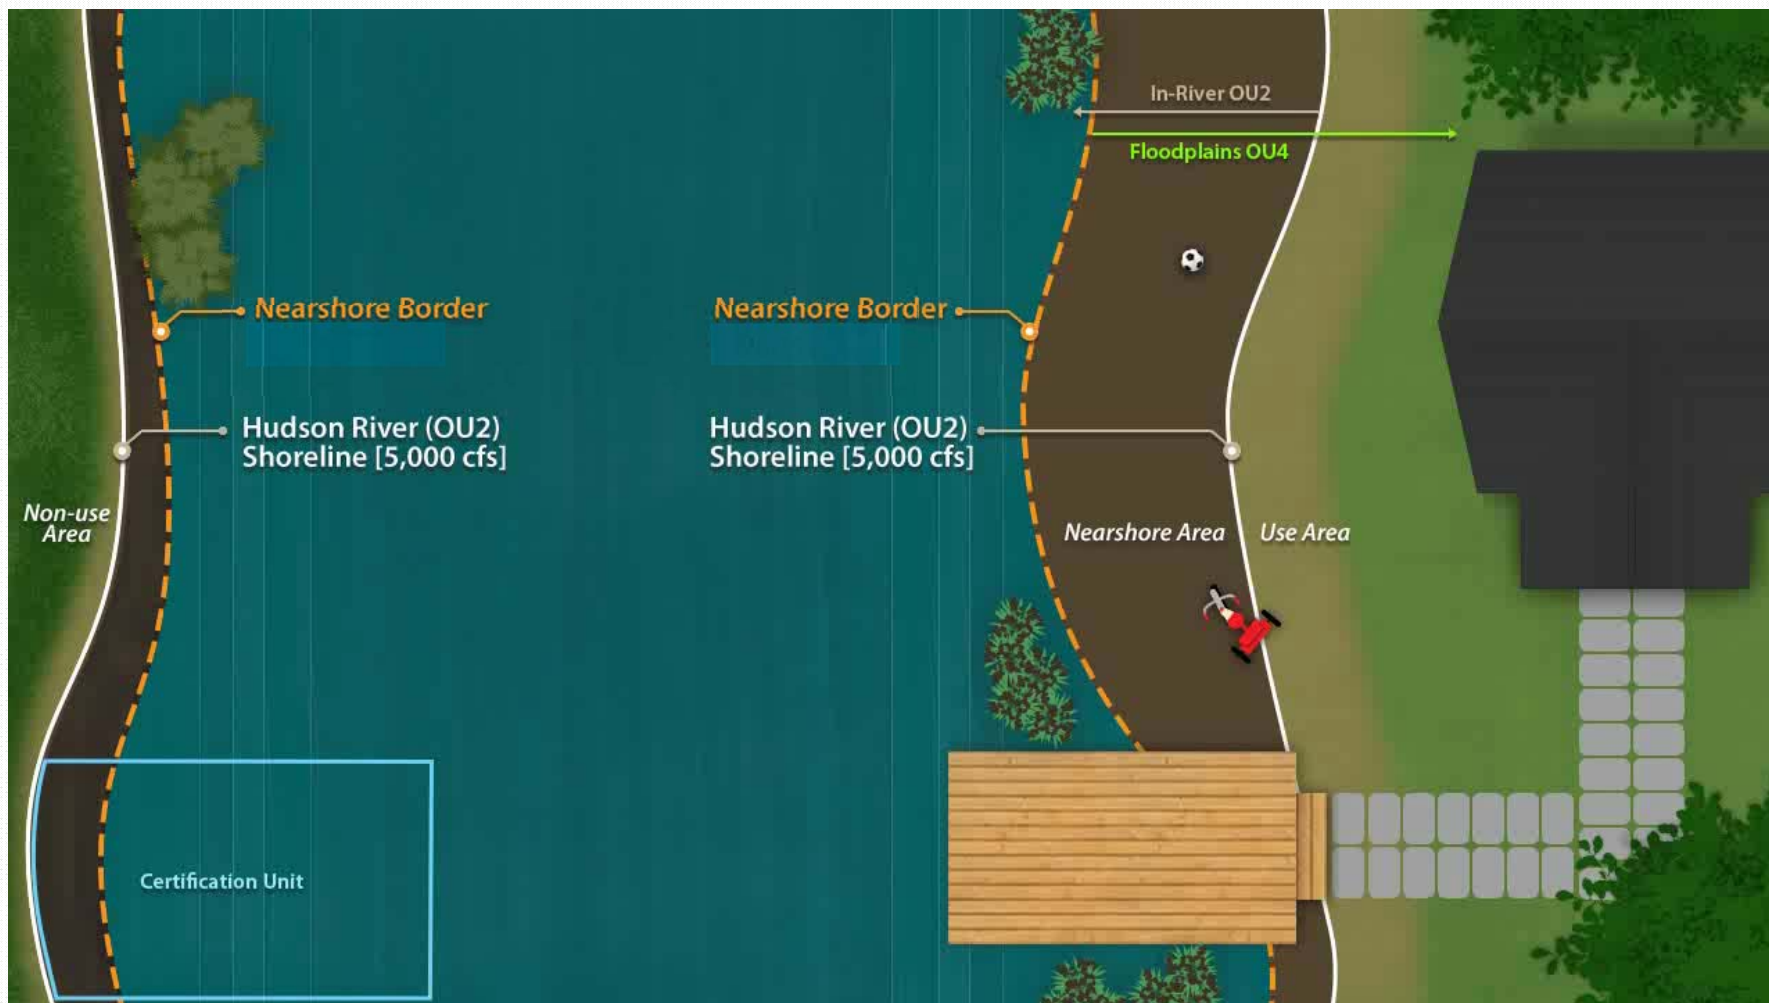 In-River OU2
Floodplains OU4
Nearshore Border
Nearshore Border
Hudson River (OU2)
Shoreline [5,000 cfs]
Hudson River (OU2)
Shoreline [5,000 cfs]
Non-use
Area
Nearshore Area
Use Area
Certification Unit